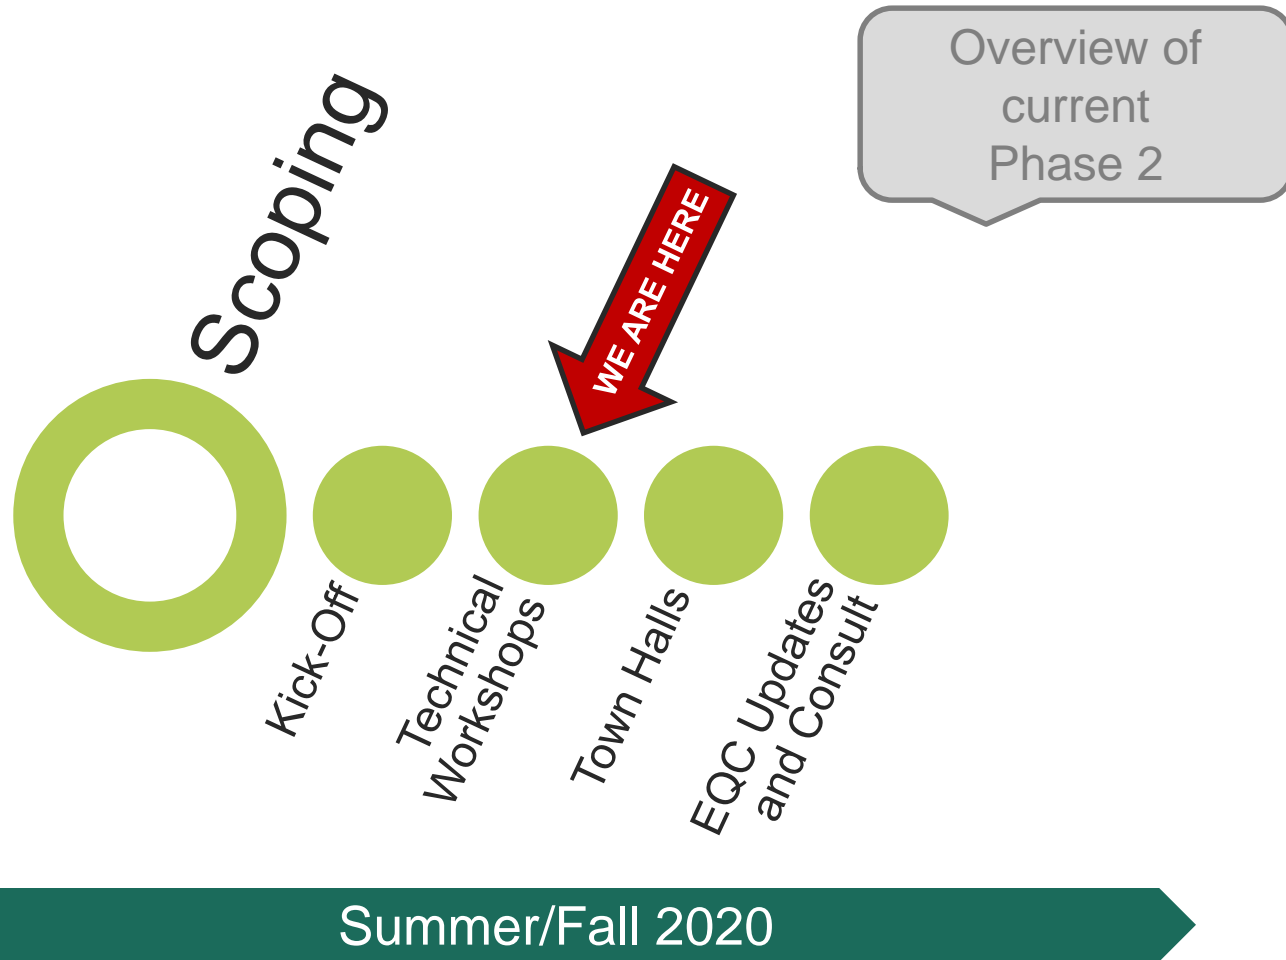 Overview of
current
Phase 2
Scoping
WE ARE HERE
Kick-Off
Technical
Workshops
Town Halls
EQC Updates
and Consult
Summer/Fall 2020